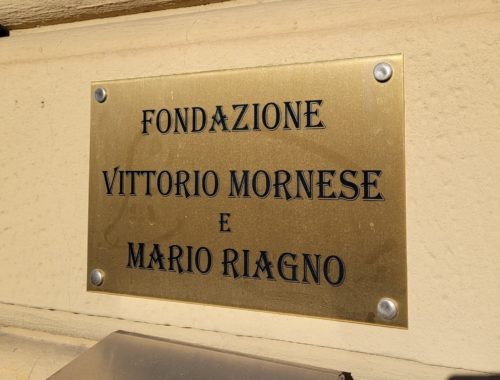 FONDAZIONE
VITTORIO MORNESE
E
MARIO RIAGNO